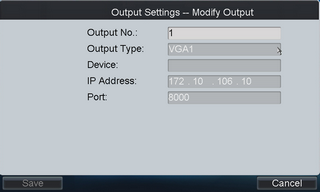 Output Settings -- Modify Output
Output No.: 1
Output Type: VGA1
Device:
IP Address: 172 . 10 . 106 . 10
Port: 8000
Save Cancel